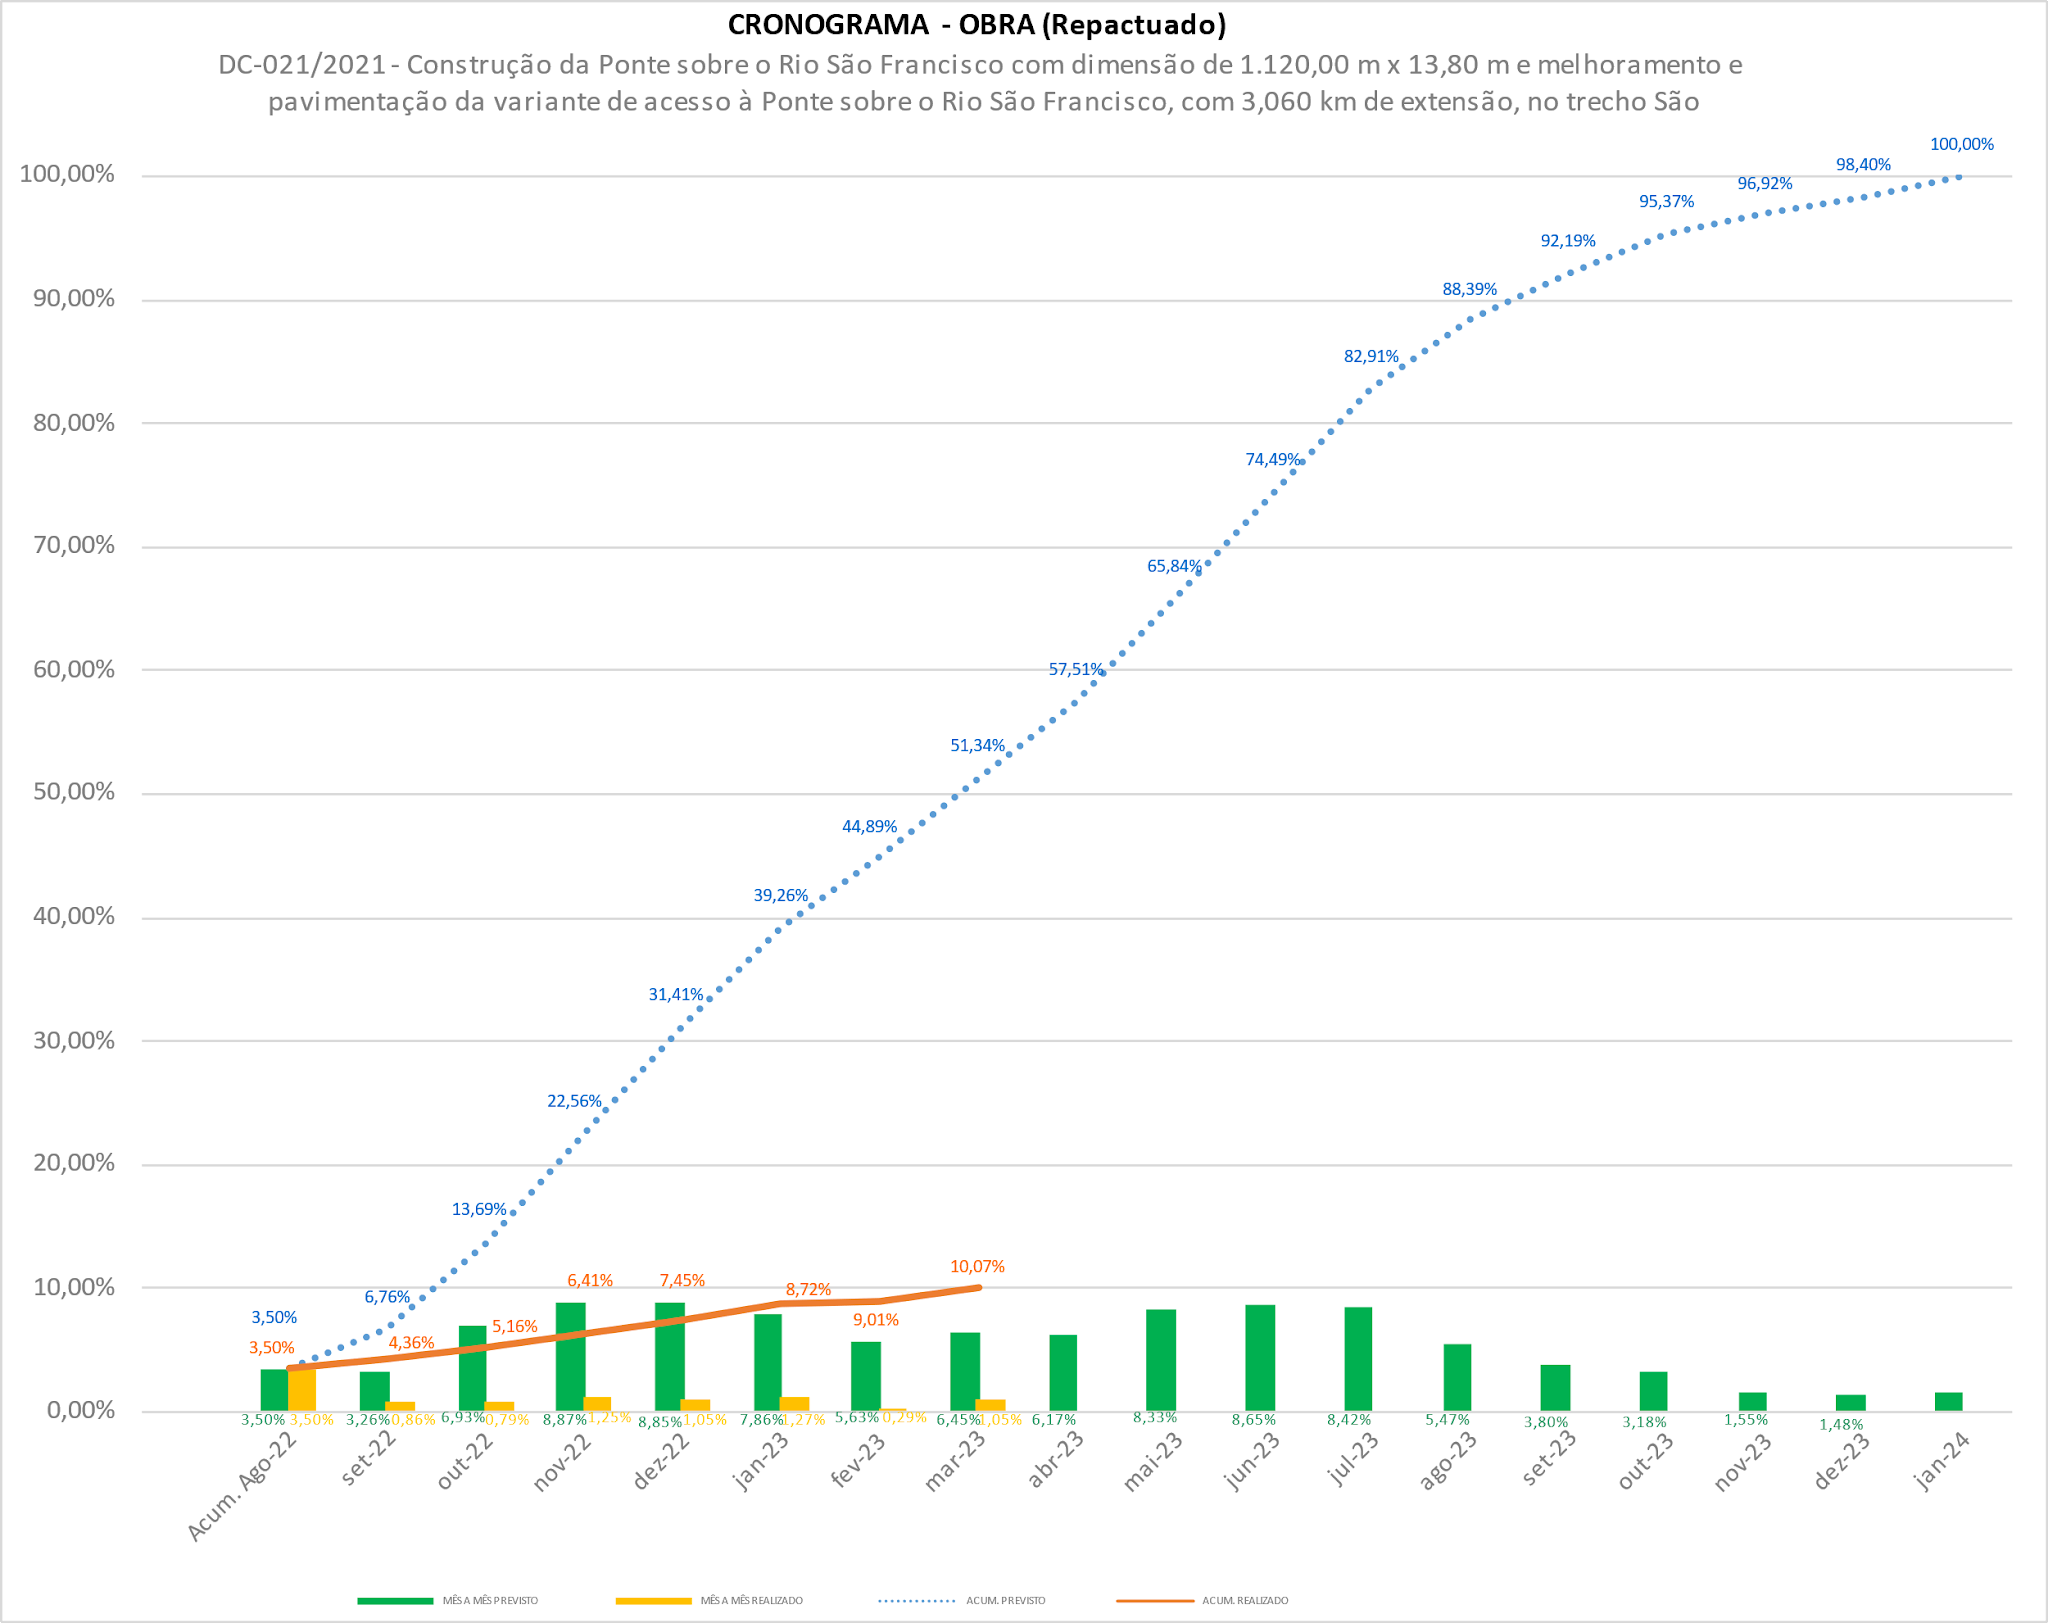 CRONOGRAMA - OBRA (Repactuado)
DC-021/2021 - Construção da Ponte sobre o Rio São Francisco com dimensão de 1.120,00 m x 13,80 m e melhoramento e
pavimentação da variante de acesso à Ponte sobre o Rio São Francisco, com 3,060 km de extensão, no trecho São
100,00%
90,00%
80,00%
70,00%
60,00%
50,00%
40,00%
30,00%
20,00%
10,00%
0,00%
3,50%
6,76%
13,69%
22,56%
31,41%
39,26%
44,89%
51,34%
57,51%
65,84%
74,49%
82,91%
88,39%
92,19%
95,37%
96,92%
98,40%
100,00%
3,50%
4,36%
5,16%
6,41%
7,45%
8,72%
9,01%
10,07%
3,50% 3,50% 3,26% 0,86% 6,93% 0,79% 8,87% 1,25% 8,85% 1,05% 7,86% 1,27% 5,63% 0,29% 6,45% 1,05% 6,17% 8,33% 8,65% 8,42% 5,47% 3,80% 3,18% 1,55% 1,48%
Acum. Ago-22
set-22
out-22
nov-22
dez-22
jan-23
fev-23
mar-23
abr-23
mai-23
jun-23
jul-23
ago-23
set-23
out-23
nov-23
dez-23
jan-24
MÊS A MÊS PREVISTO
MÊS A MÊS REALIZADO
ACUM. PREVISTO
ACUM. REALIZADO